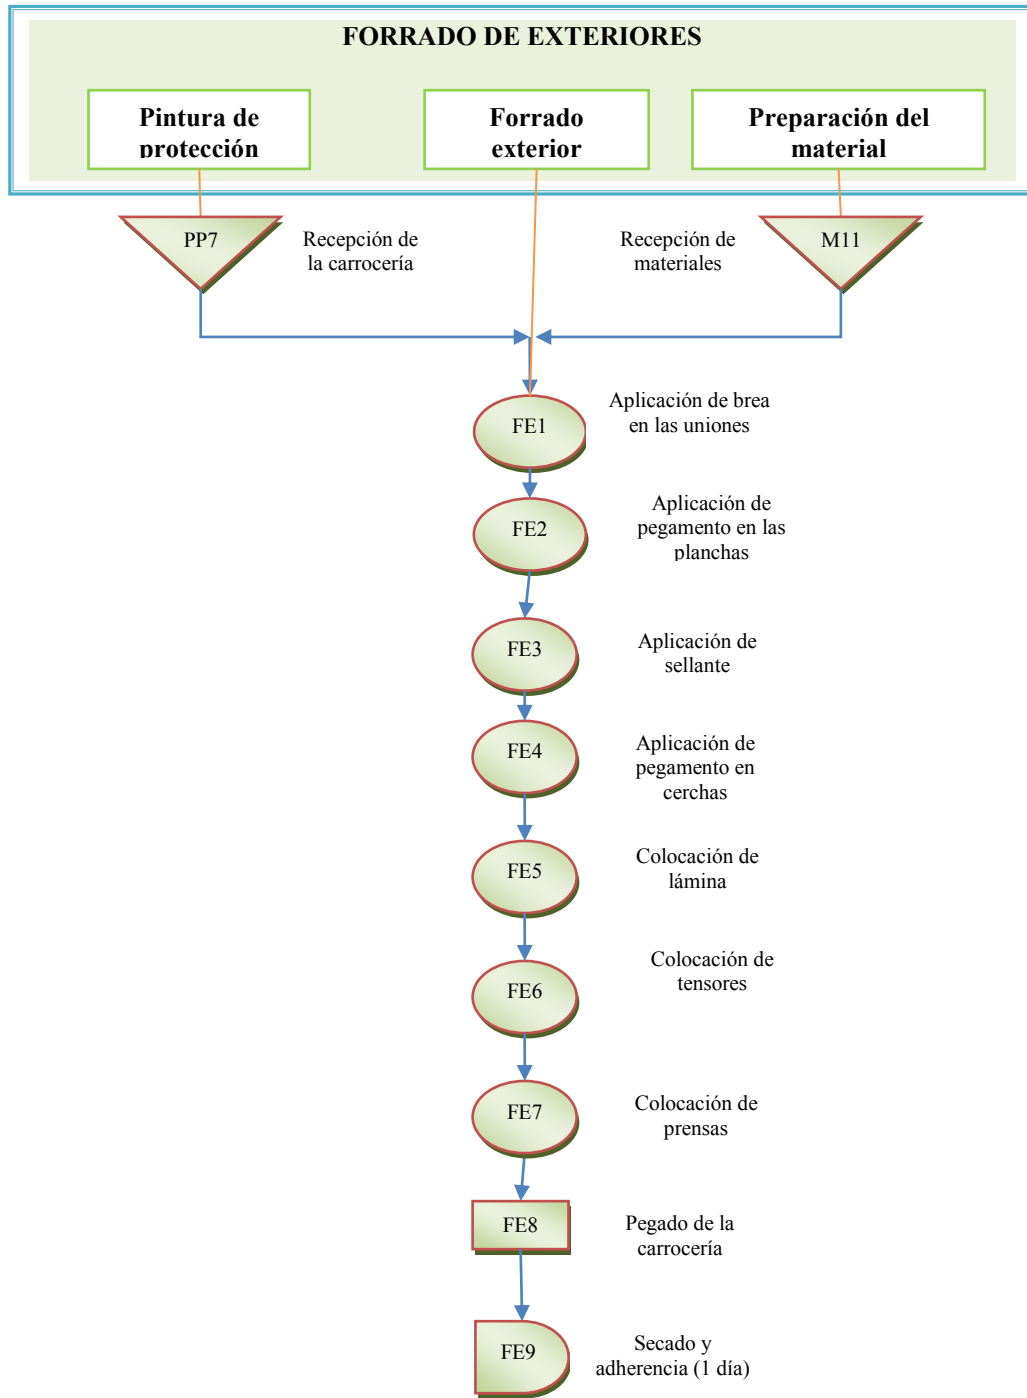 FORRADO DE EXTERIORES
Pintura de
protección
Forrado
exterior
Preparación del
material
PP7
Recepción de
la carrocería
Recepción de
materiales
M11
FE1
Aplicación de brea
en las uniones
FE2
Aplicación de
pegamento en las
planchas
FE3
Aplicación de
sellante
FE4
Aplicación de
pegamento en
cerchas
FE5
Colocación de
lámina
FE6
Colocación de
tensores
FE7
Colocación de
prensas
FE8
Pegado de la
carrocería
FE9
Secado y
adherencia (1 día)